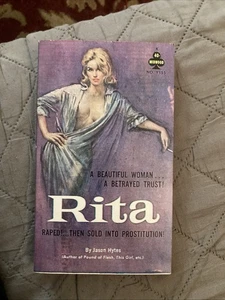 MIDWOOD
A BEAUTIFUL WOMAN . . .
A BETRAYED TRUST!
Rita
RAPED! . . . THEN SOLD INTO PROSTITUTION!
By Jason Hytes
(Author of Pound of Flesh, This Girl, etc.)